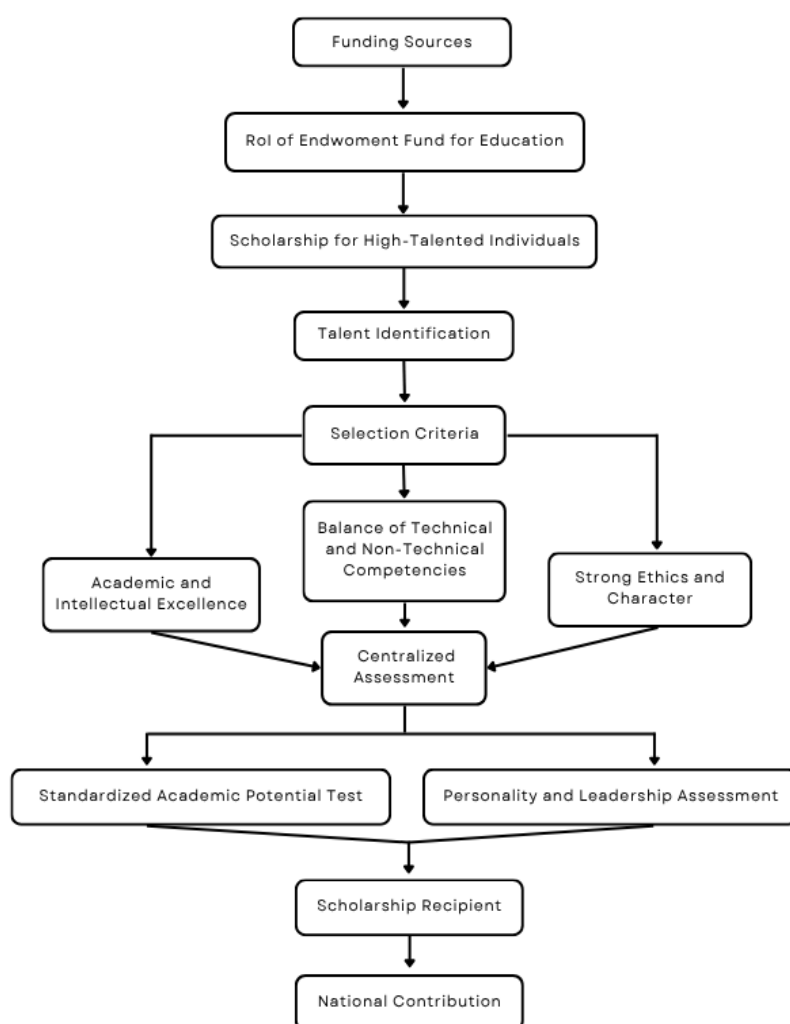 Funding Sources
RoI of Endwoment Fund for Education
Scholarship for High-Talented Individuals
Talent Identification
Selection Criteria
Balance of Technical
and Non-Technical
Competencies
Academic and
Intellectual Excellence
Strong Ethics and
Character
Centralized
Assessment
Standardized Academic Potential Test
Personality and Leadership Assessment
Scholarship Recipient
National Contribution